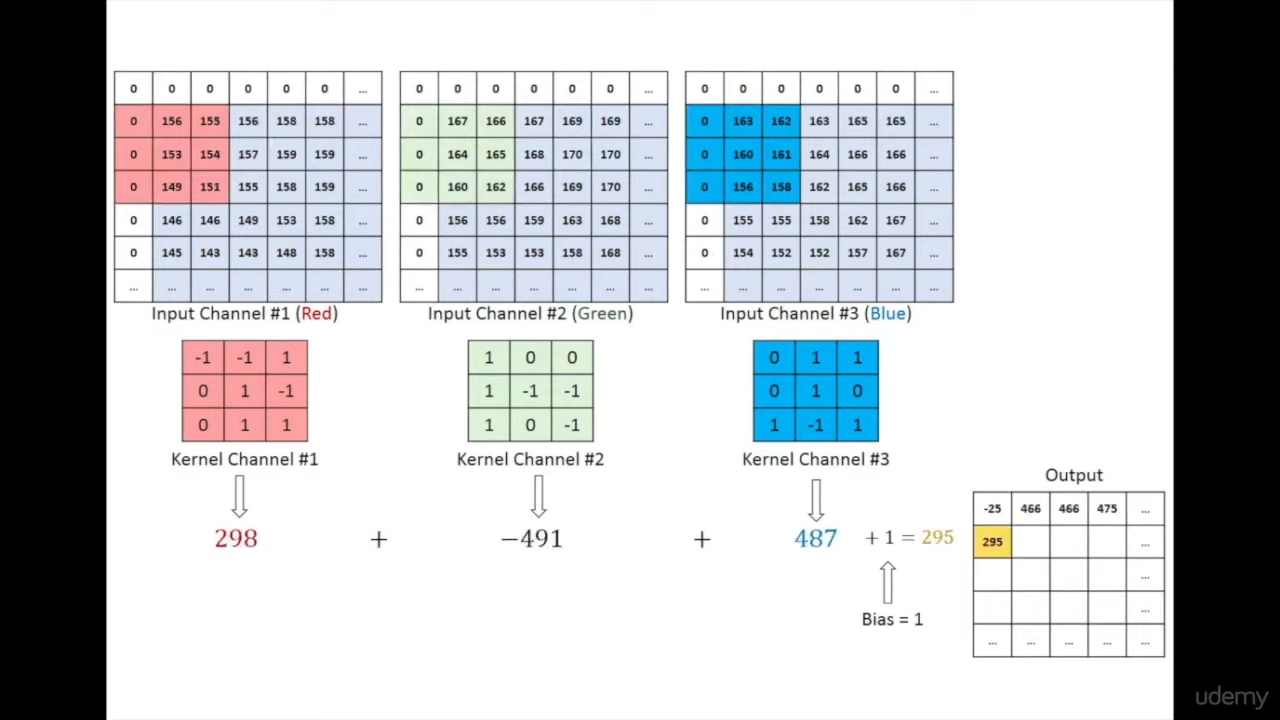 0 0 0 0 0 0 ...
0 156 155 156 158 158 ...
0 153 154 157 159 159 ...
0 149 151 155 158 159 ...
0 146 146 149 153 158 ...
0 145 143 143 148 158 ...
... ... ... ... ... ... ...
Input Channel #1 (Red)
0 0 0 0 0 0 ...
0 167 166 167 169 169 ...
0 164 165 168 170 170 ...
0 160 162 166 169 170 ...
0 156 156 159 163 168 ...
0 155 153 153 158 168 ...
... ... ... ... ... ... ...
Input Channel #2 (Green)
0 0 0 0 0 0 ...
0 163 162 163 165 165 ...
0 160 161 164 166 166 ...
0 156 158 162 165 166 ...
0 155 155 158 162 167 ...
0 154 152 152 157 167 ...
... ... ... ... ... ... ...
Input Channel #3 (Blue)
-1 -1 1
0 1 -1
0 1 1
Kernel Channel #1
1 0 0
1 -1 -1
1 0 -1
Kernel Channel #2
0 1 1
0 1 0
1 -1 1
Kernel Channel #3
298 + −491 + 487 + 1 = 295
Bias = 1
Output
-25 466 466 475 ...
295 ...
...
...
... ... ... ... ...
udemy